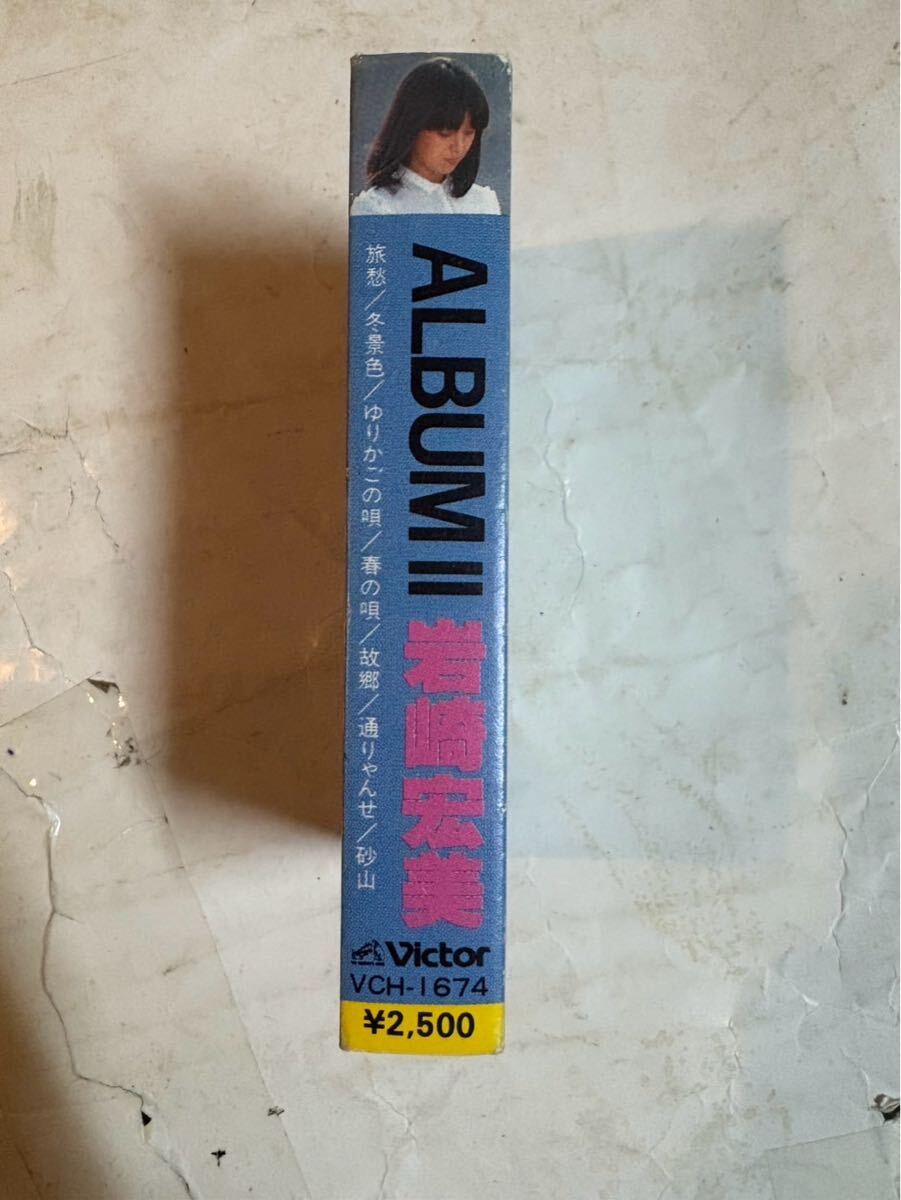 ALBUM II 岩崎宏美
旅愁/冬景色/ゆりかごの唄/春の唄/故郷/通りゃんせ/砂山
Victor
VCH-1674
¥2,500